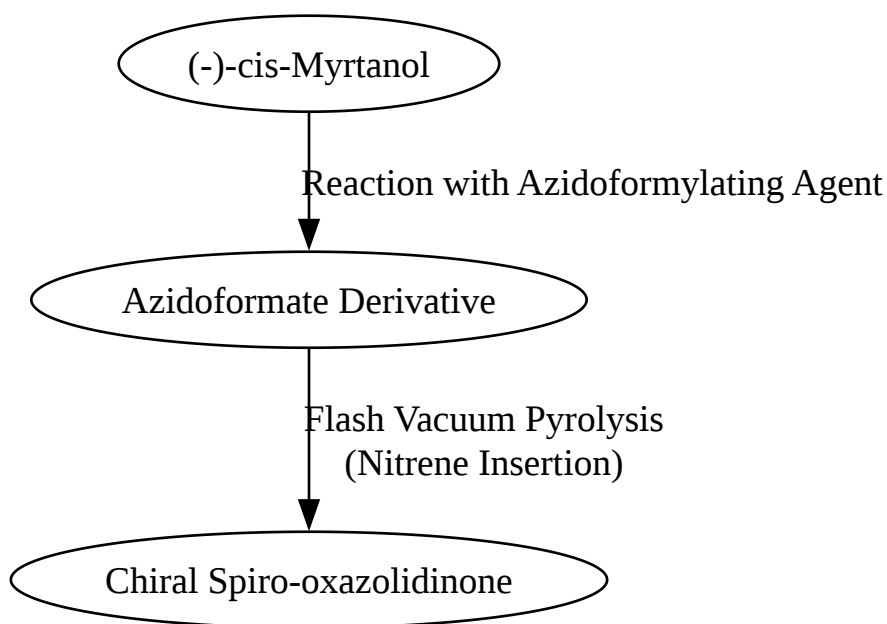 (-)-cis-Myrtanol
Reaction with Azidoformylating Agent
Azidoformate Derivative
Flash Vacuum Pyrolysis
(Nitrene Insertion)
Chiral Spiro-oxazolidinone